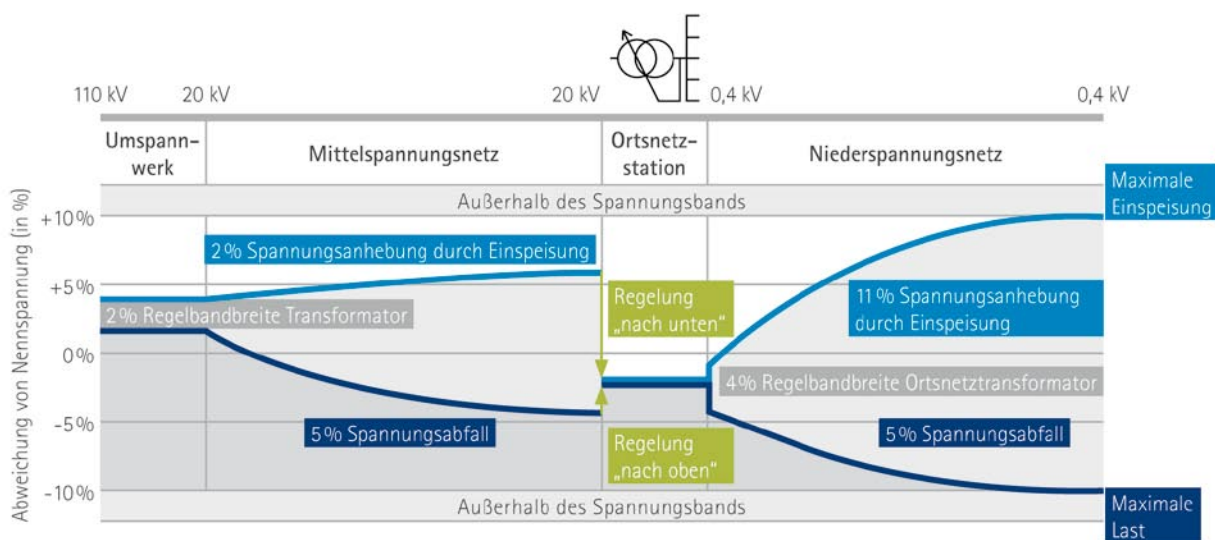 110 kV
20 kV
20 kV
0,4 kV
0,4 kV
Umspann-
werk
Mittelspannungsnetz
Ortsnetz-
station
Niederspannungsnetz
Abweichung von Nennspannung (in %)
Außerhalb des Spannungsbands
Maximale
Einspeisung
+10%
2% Spannungsanhebung durch Einspeisung
+5%
Regelung
„nach unten“
11% Spannungsanhebung
durch Einspeisung
2% Regelbandbreite Transformator
0%
4% Regelbandbreite Ortsnetztransformator
-5%
5% Spannungsabfall
Regelung
„nach oben“
5% Spannungsabfall
-10%
Außerhalb des Spannungsbands
Maximale
Last